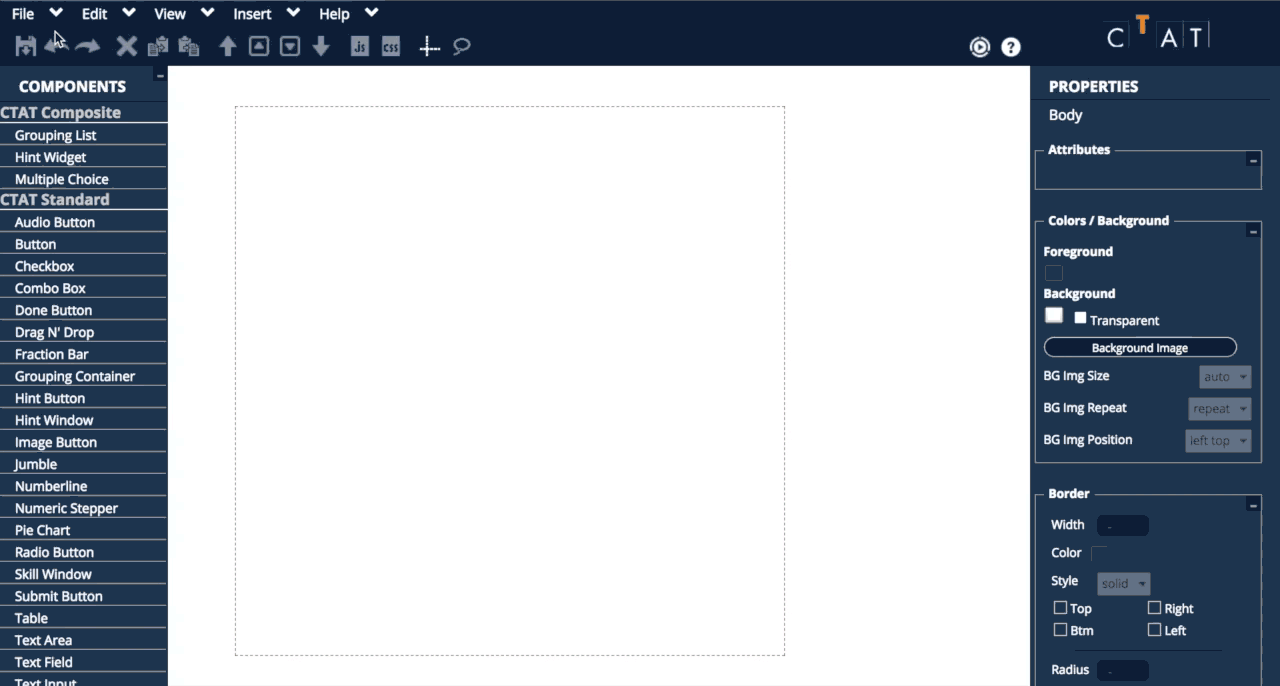 File Edit View Insert Help
js css ?
C T A T
COMPONENTS
CTAT Composite
Grouping List
Hint Widget
Multiple Choice
CTAT Standard
Audio Button
Button
Checkbox
Combo Box
Done Button
Drag N' Drop
Fraction Bar
Grouping Container
Hint Button
Hint Window
Image Button
Jumble
Numberline
Numeric Stepper
Pie Chart
Radio Button
Skill Window
Submit Button
Table
Text Area
Text Field
Text Input
PROPERTIES
Body
Attributes
Colors / Background
Foreground
Background
Transparent
Background Image
BG Img Size auto
BG Img Repeat repeat
BG Img Position left top
Border
Width -
Color
Style solid
Top Right
Btm Left
Radius -